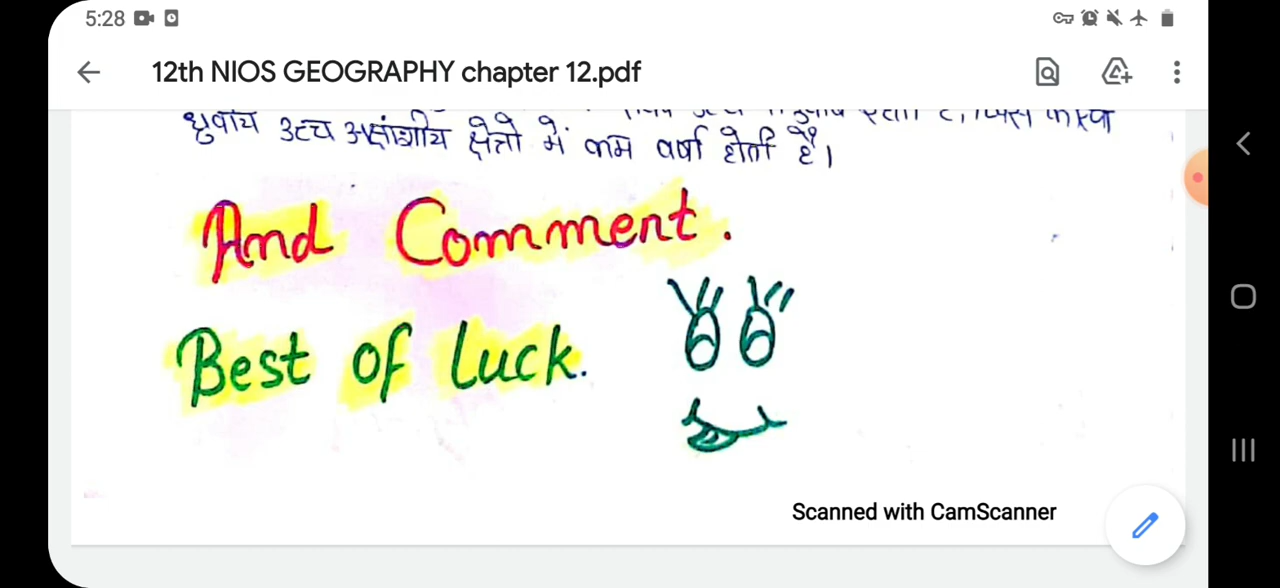 5:28
12th NIOS GEOGRAPHY chapter 12.pdf
ध्रुवीय उच्च अक्षांशीय क्षेत्रो में कम वर्षा होती है।
And Comment.
Best of luck.
Scanned with CamScanner